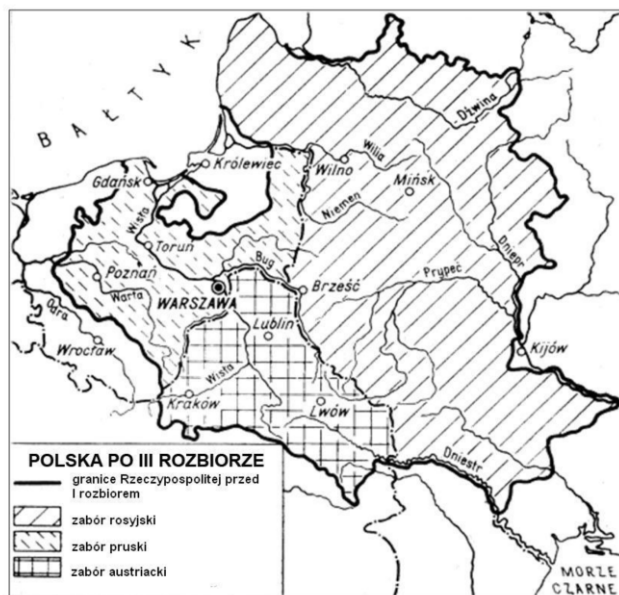 BAŁTYK
Dźwina
Królewiec
Wilia
Wilno
Gdańsk
Mińsk
Wisła
Niemen
Dniepr
Toruń
Bug
Prypeć
Poznań
Brześć
WARSZAWA
Warta
Odra
Lublin
Kijów
Wrocław
Wisła
Kraków
Lwów
Dniestr
POLSKA PO III ROZBIORZE
granice Rzeczypospolitej przed
I rozbiorem
zabór rosyjski
zabór pruski
zabór austriacki
MORZE
CZARNE